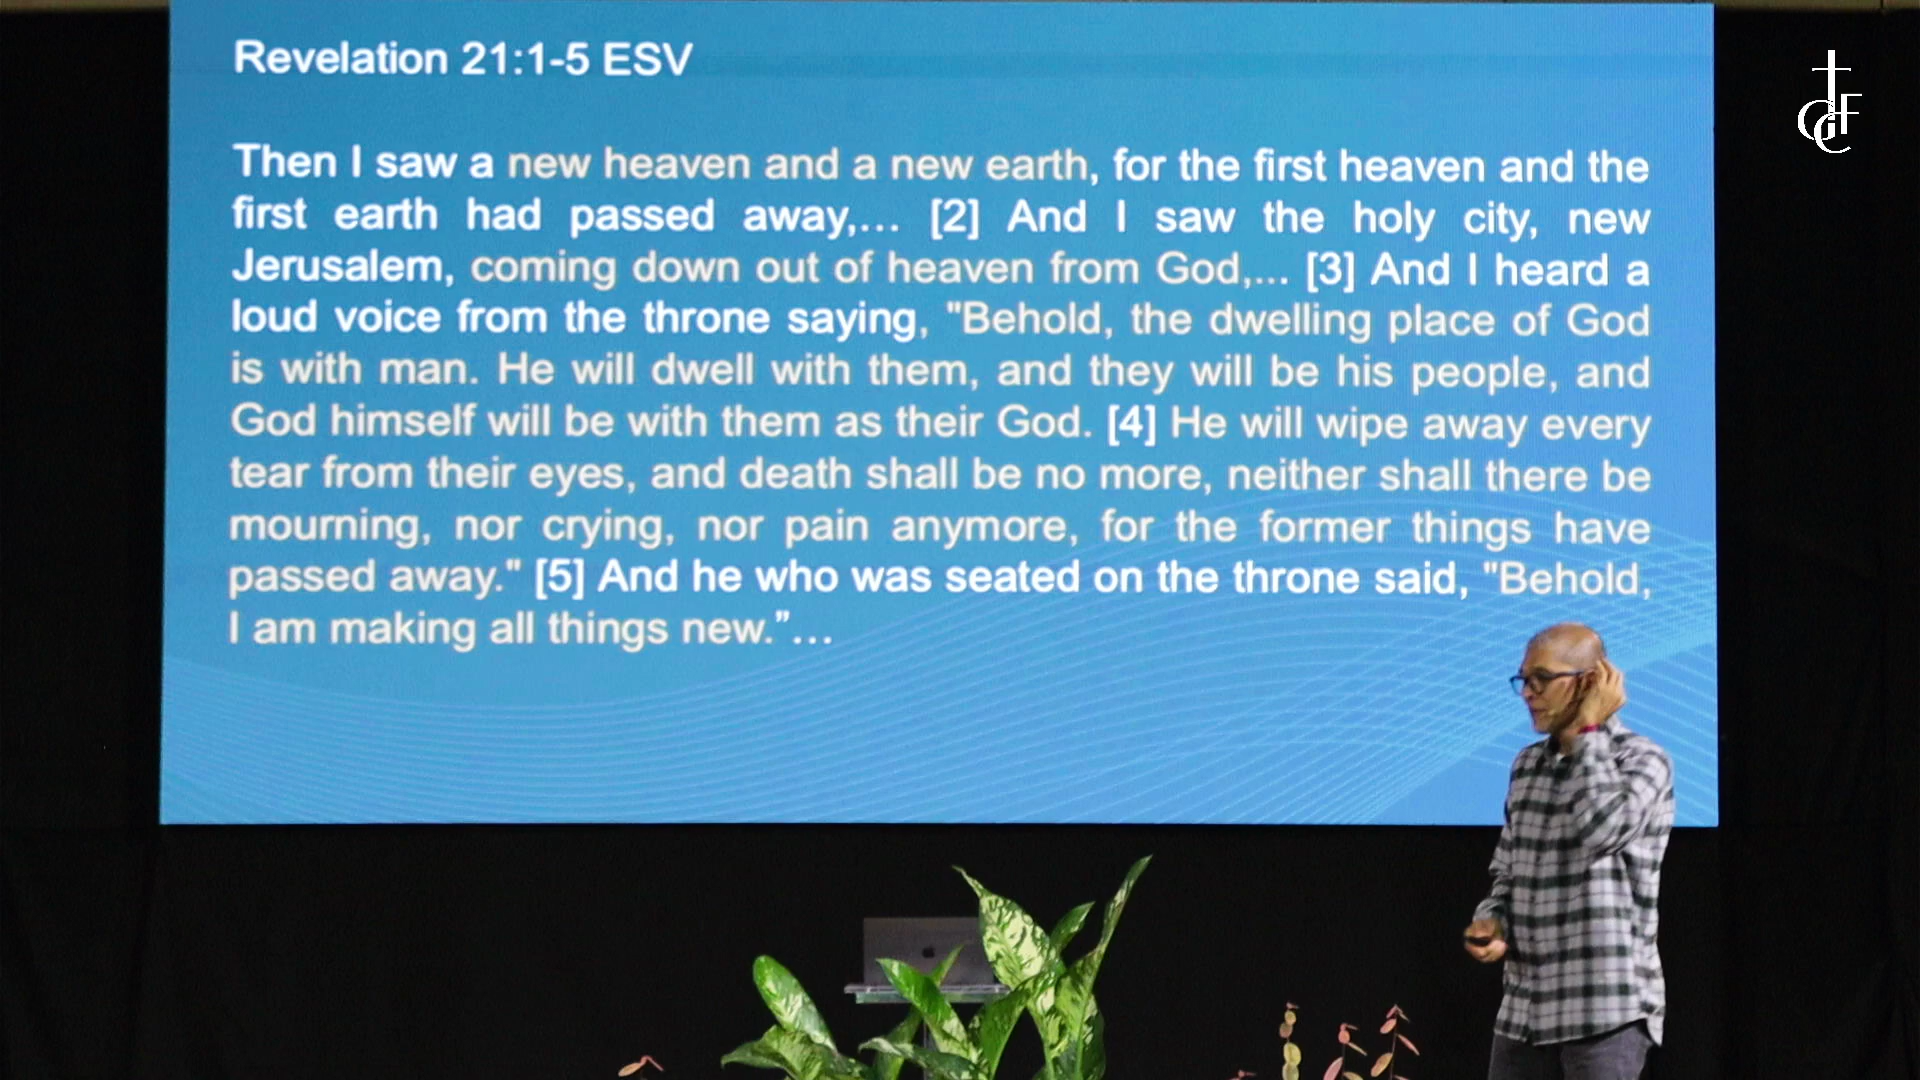 Revelation 21:1-5 ESV
Then I saw a new heaven and a new earth, for the first heaven and the
first earth had passed away,... [2] And I saw the holy city, new
Jerusalem, coming down out of heaven from God,... [3] And I heard a
loud voice from the throne saying, "Behold, the dwelling place of God
is with man. He will dwell with them, and they will be his people, and
God himself will be with them as their God. [4] He will wipe away every
tear from their eyes, and death shall be no more, neither shall there be
mourning, nor crying, nor pain anymore, for the former things have
passed away." [5] And he who was seated on the throne said, "Behold,
I am making all things new.”...